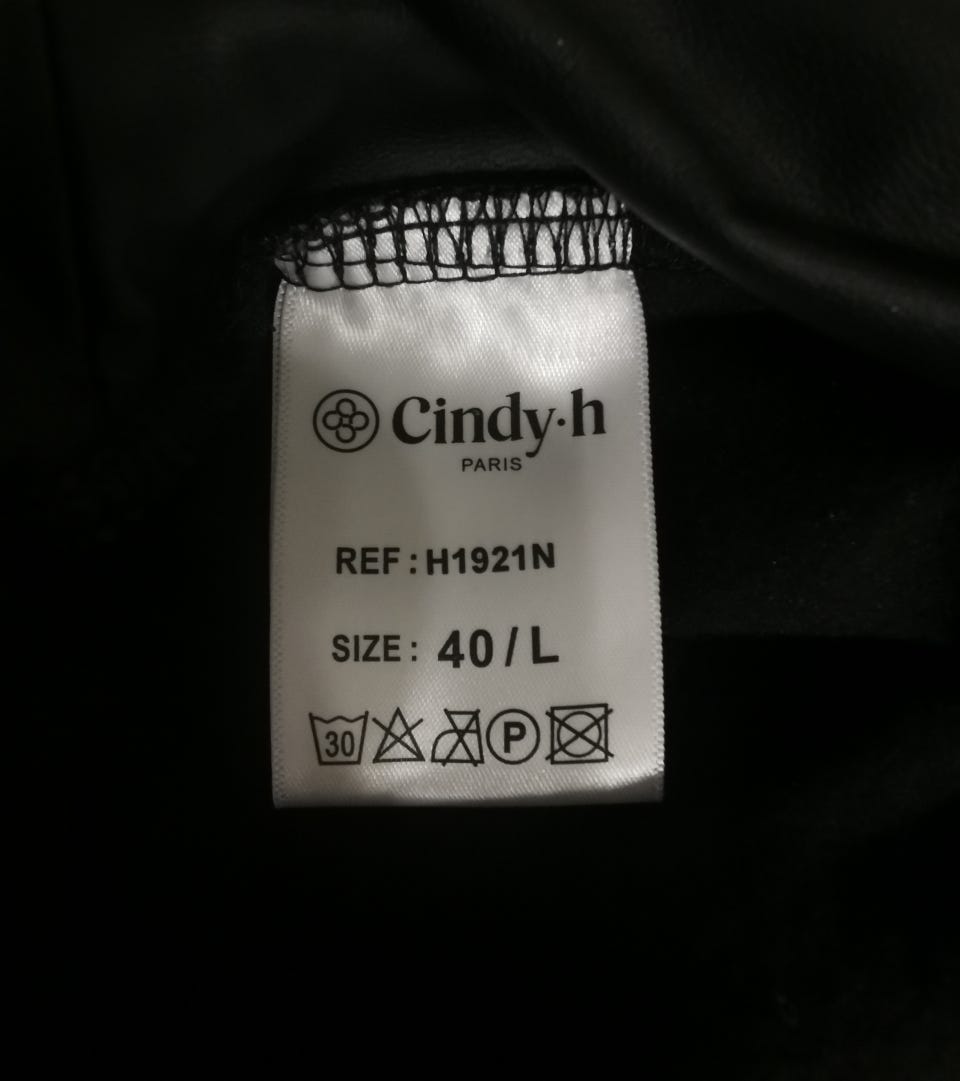 Cindy·h
PARIS
REF : H1921N
SIZE : 40 / L
30 P